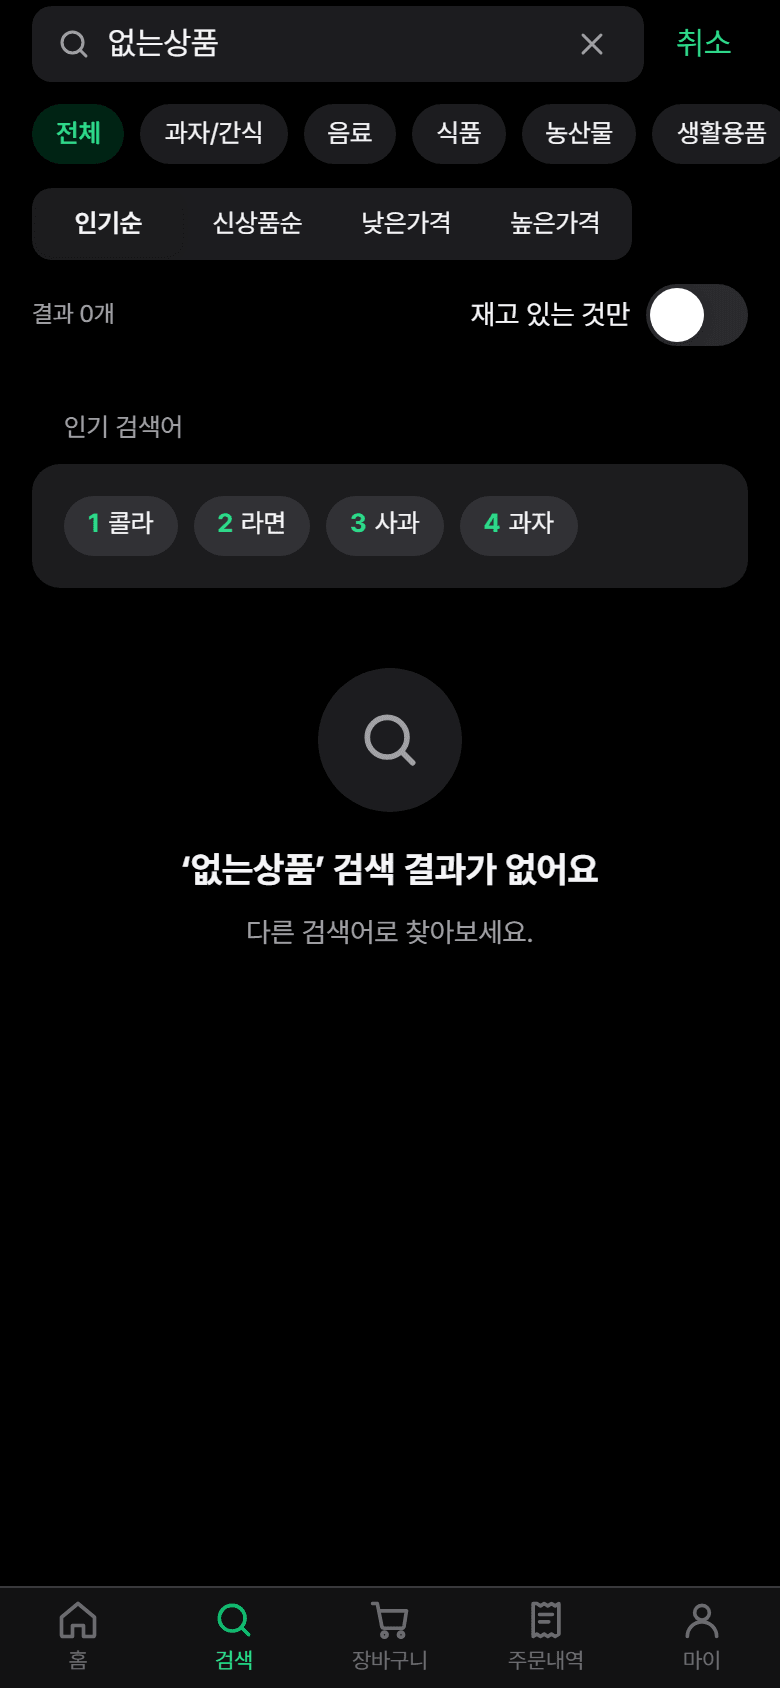 없는상품 취소
전체 과자/간식 음료 식품 농산물 생활용품
인기순 신상품순 낮은가격 높은가격
결과 0개 재고 있는 것만
인기 검색어
1 콜라 2 라면 3 사과 4 과자
‘없는상품’ 검색 결과가 없어요
다른 검색어로 찾아보세요.
홈 검색 장바구니 주문내역 마이